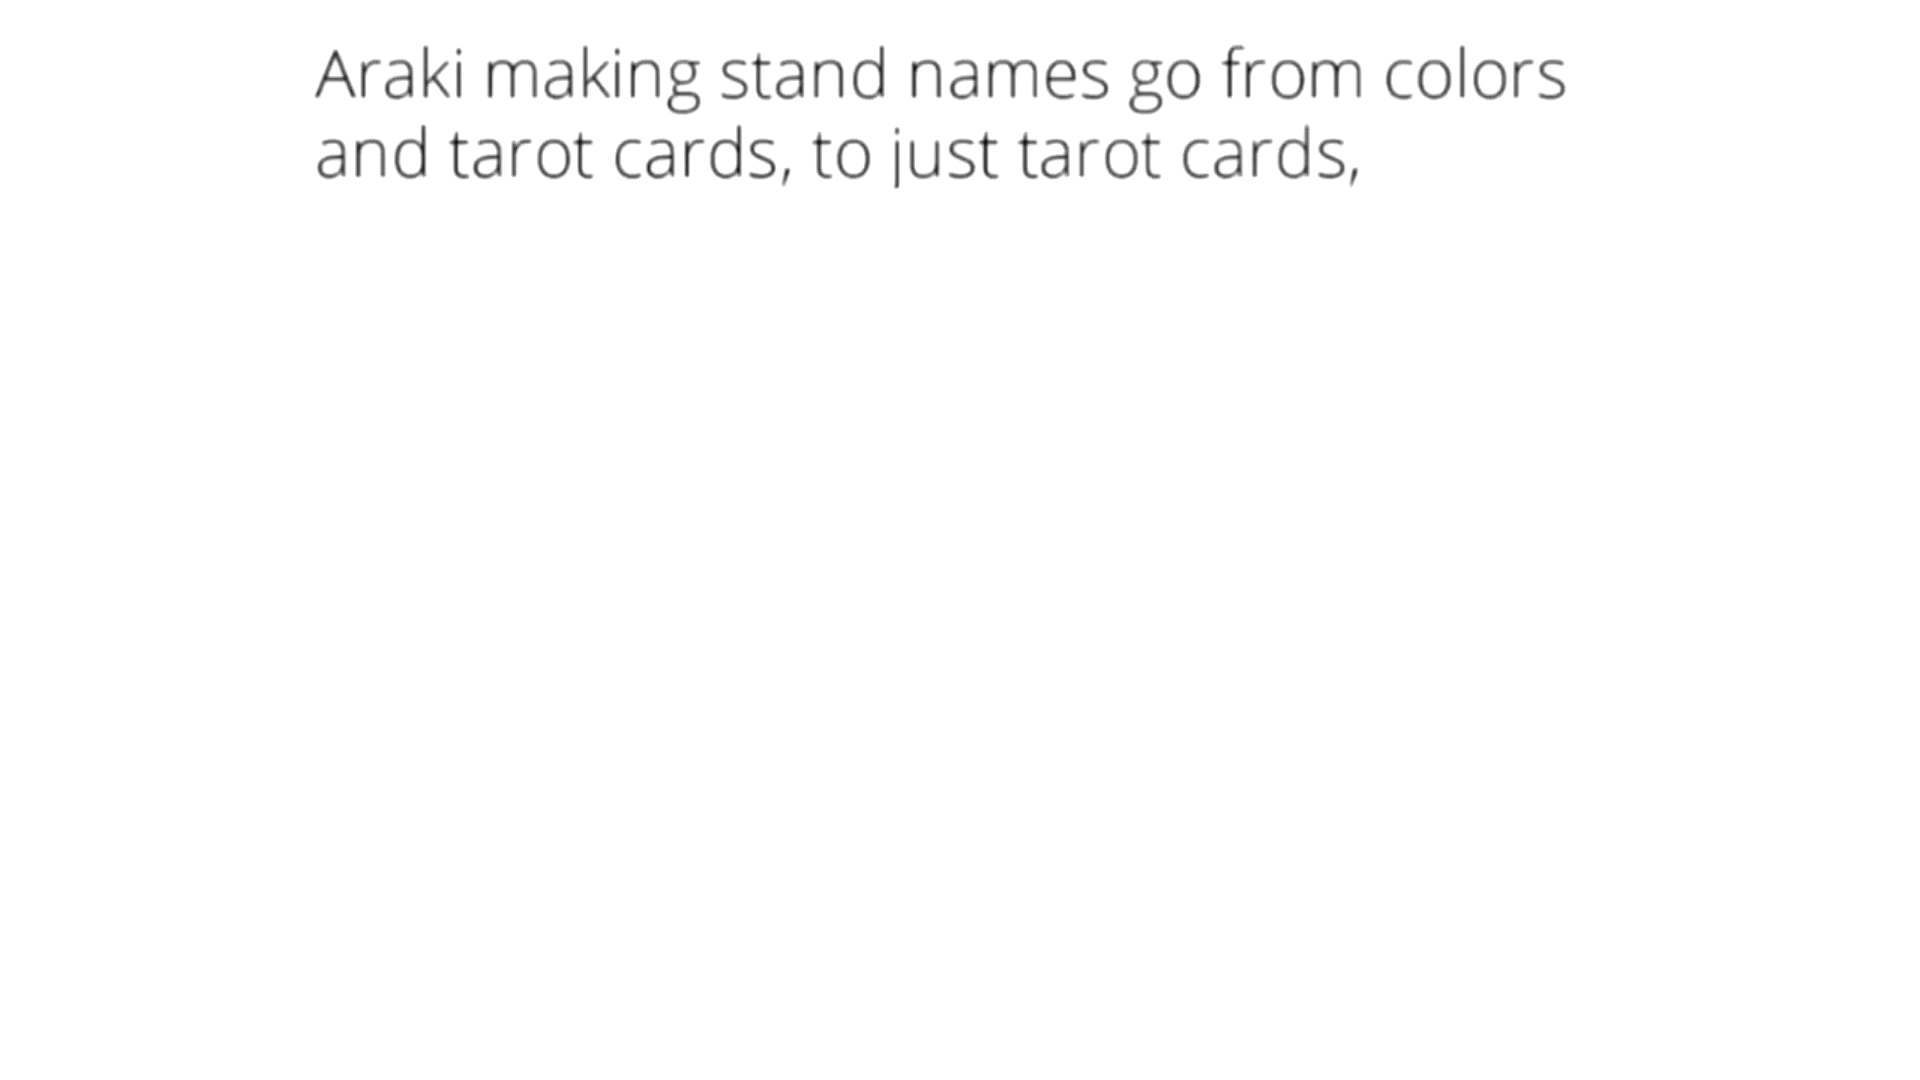 Araki making stand names go from colors
and tarot cards, to just tarot cards,